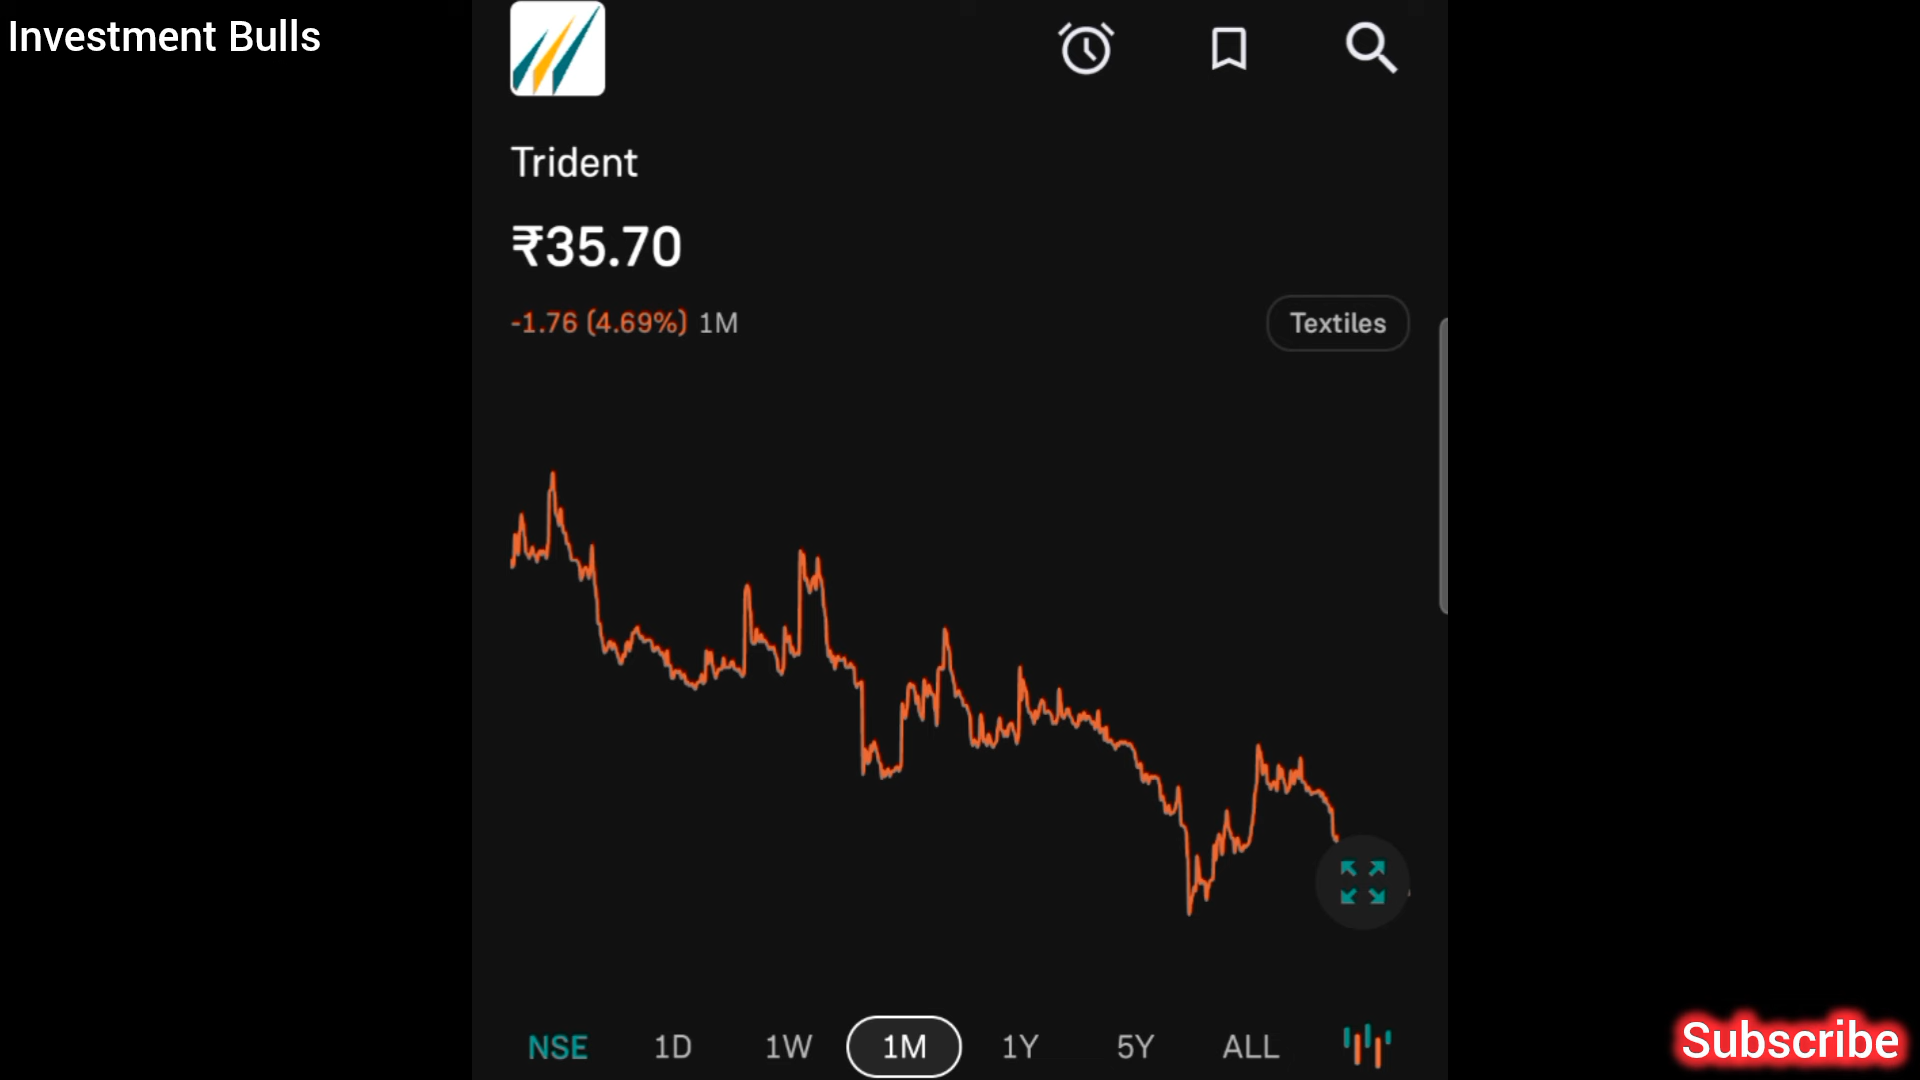 Investment Bulls
Trident
₹35.70
-1.76 (4.69%) 1M
Textiles
NSE 1D 1W 1M 1Y 5Y ALL
Subscribe